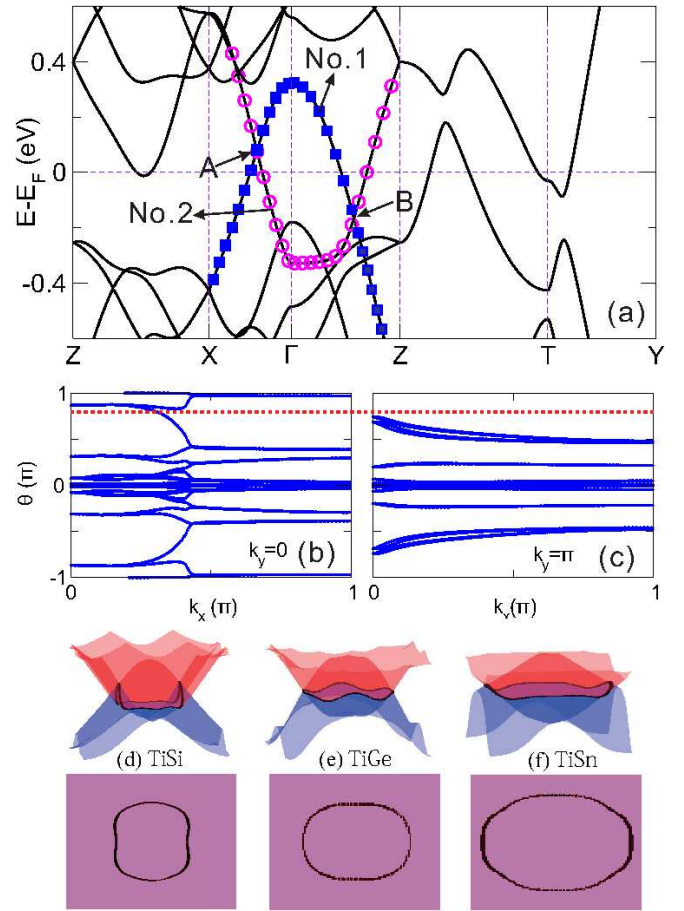 0.4
0
-0.4
E-E_F (eV)
No.1
A
No.2
B
(a)
Z X Γ Z T Y
1
0
-1
θ (π)
k_y=0 (b)
k_y=π (c)
0 1 0 1
k_x (π) k_x(π)
(d) TiSi (e) TiGe (f) TiSn